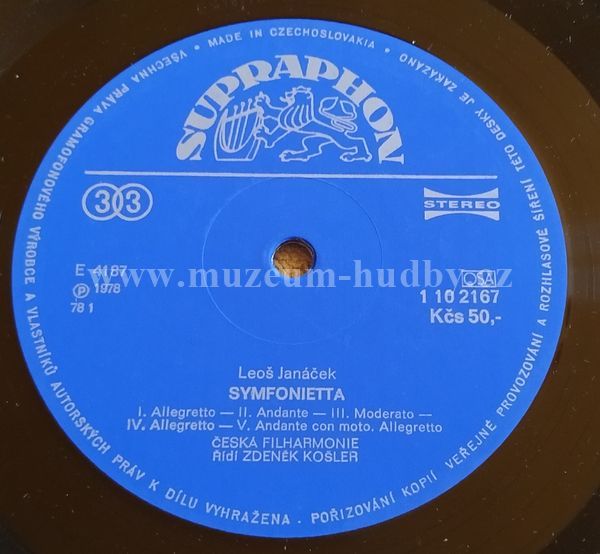 VŠECHNA PRÁVA GRAMOFONOVÉHO VÝROBCE A VLASTNÍKŮ AUTORSKÝCH PRÁV K DÍLU VYHRAŽENA · POŘIZOVÁNÍ KOPIÍ VEŘEJNÉ PROVOZOVÁNÍ A ROZHLASOVÉ ŠÍŘENÍ TÉTO DESKY JE ZAKÁZÁNO
• MADE IN CZECHOSLOVAKIA •
SUPRAPHON
33
STEREO
E 4187
Ⓟ 1978
78 1
www.muzeum-hudby.cz
OSA
1 10 2167
Kčs 50,-
Leoš Janáček
SYMFONIETTA
I. Allegretto — II. Andante — III. Moderato —
IV. Allegretto — V. Andante con moto. Allegretto
ČESKÁ FILHARMONIE
Řídí ZDENĚK KOŠLER